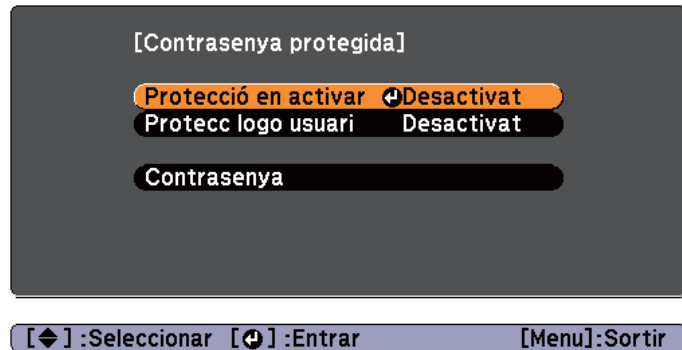 [Contrasenya protegida]
Protecció en activar Desactivat
Protecc logo usuari Desactivat
Contrasenya
[ ] :Seleccionar [ ] :Entrar [Menu]:Sortir